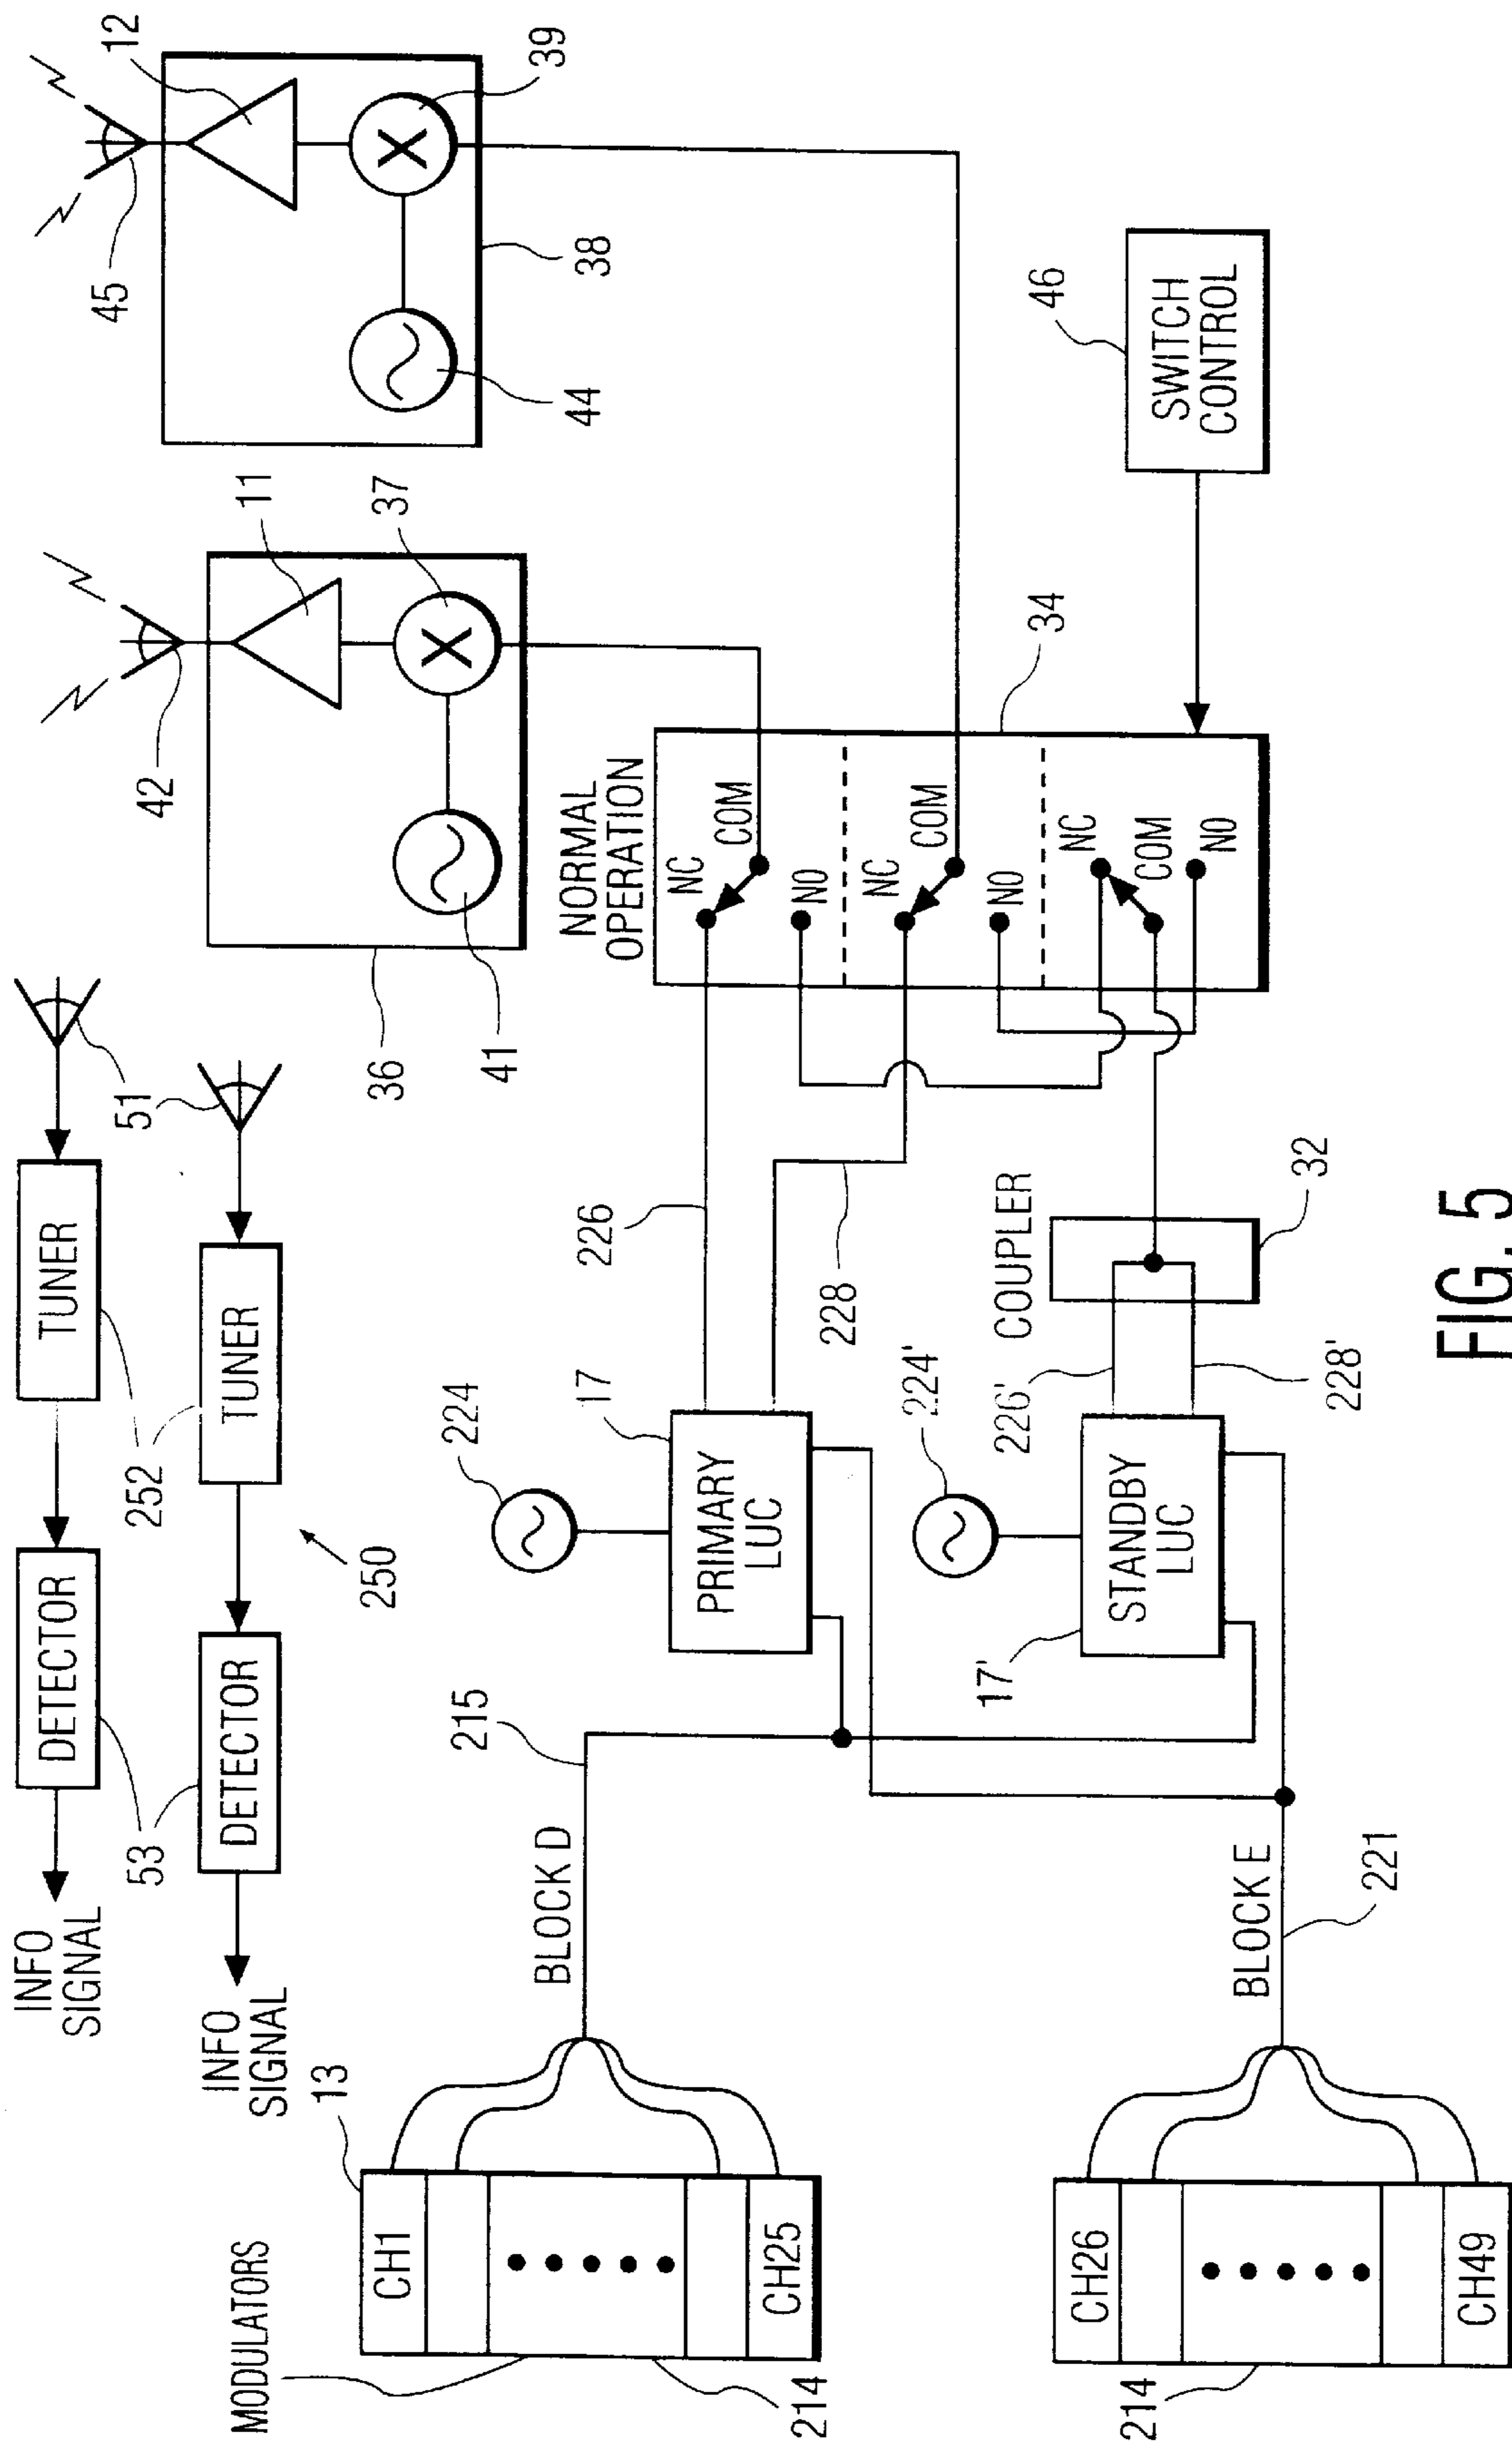 INFO
SIGNAL
DETECTOR
TUNER
51
53
252
INFO
SIGNAL
DETECTOR
TUNER
250
42
45
12
11
37
39
41
36
44
38
MODULATORS
13
CH1
CH25
214
BLOCK D
215
224
17
PRIMARY
LUC
226
228
NORMAL
OPERATION
NC
COM
NO
NC
COM
NO
NC
COM
NO
34
46
SWITCH
CONTROL
CH26
CH49
214
BLOCK E
221
17'
224'
STANDBY
LUC
226'
228'
COUPLER
32
FIG. 5